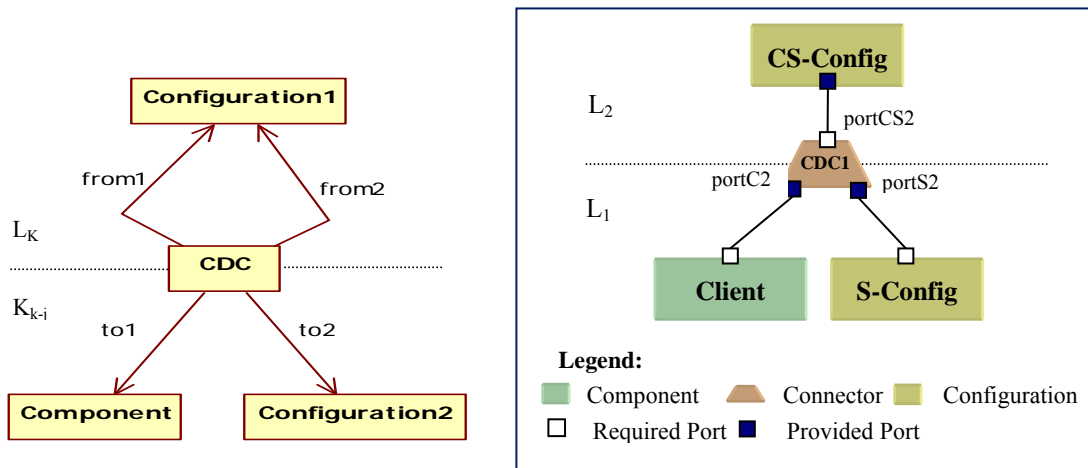 Configuration1
from1
from2
L_K
CDC
K_{k-j}
to1
to2
Component
Configuration2
CS-Config
L_2
portCS2
CDC1
portC2
portS2
L_1
Client
S-Config
Legend:
Component
Connector
Configuration
Required Port
Provided Port